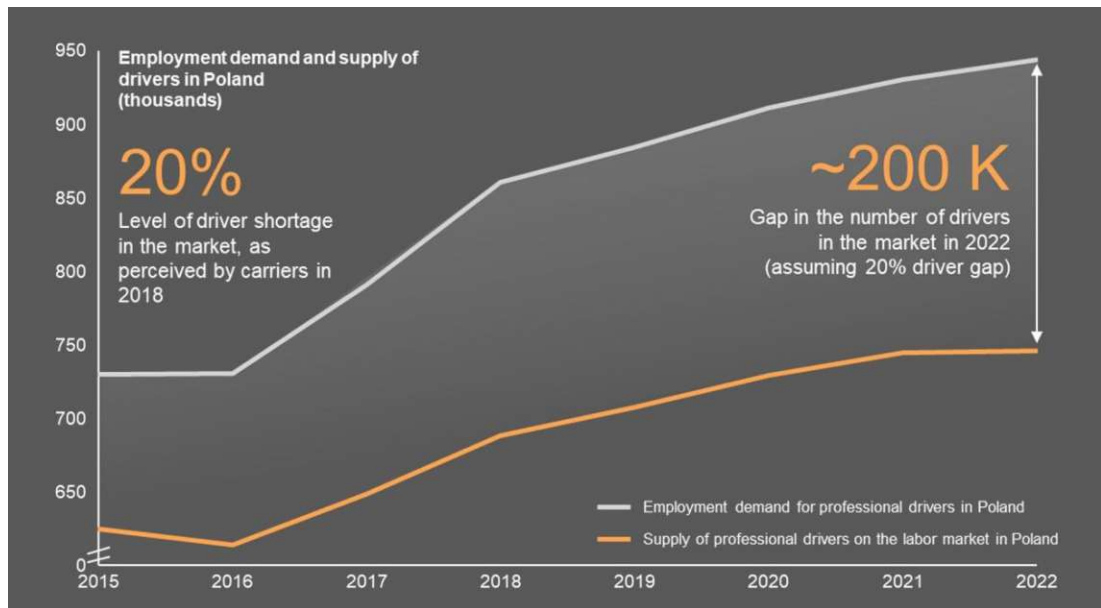 Employment demand and supply of
drivers in Poland
(thousands)
20%
Level of driver shortage
in the market, as
perceived by carriers in
2018
~200 K
Gap in the number of drivers
in the market in 2022
(assuming 20% driver gap)
950
900
850
800
750
700
650
0
Employment demand for professional drivers in Poland
Supply of professional drivers on the labor market in Poland
2015 2016 2017 2018 2019 2020 2021 2022